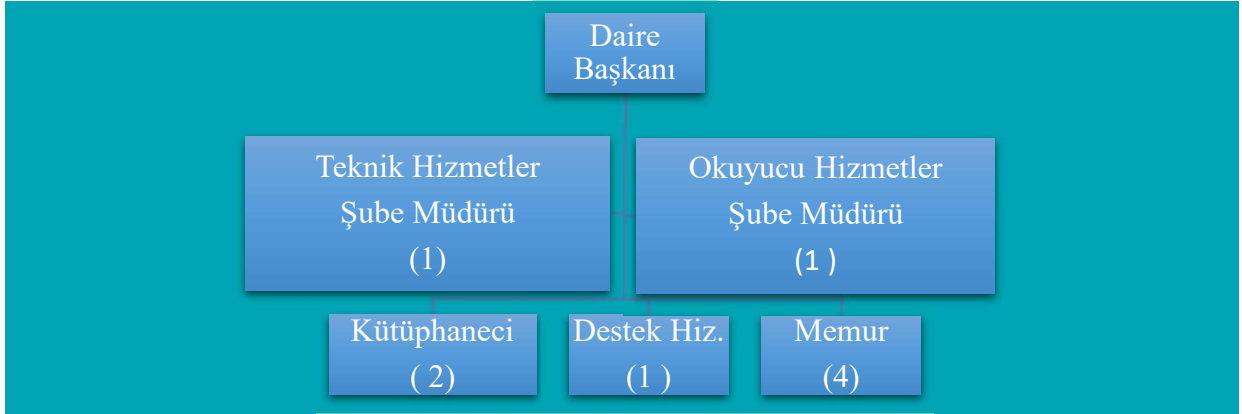 Daire
Başkanı
Teknik Hizmetler
Şube Müdürü
(1)
Okuyucu Hizmetler
Şube Müdürü
(1 )
Kütüphaneci
( 2)
Destek Hiz.
(1 )
Memur
(4)